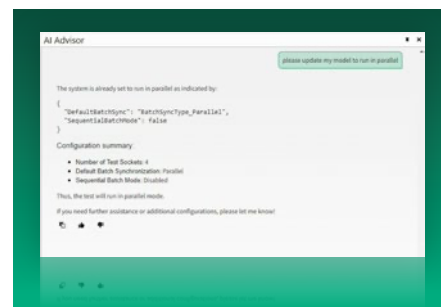 AI Advisor
please update my model to run in parallel
The system is already set to run in parallel as indicated by:
{
"DefaultBatchSync": "BatchSyncType_Parallel",
"SequentialBatchMode": false
}
Configuration summary:
Number of Test Sockets: 4
Default Batch Synchronization: Parallel
Sequential Batch Mode: Disabled
Thus, the test will run in parallel mode.
If you need further assistance or additional configurations, please let me know!